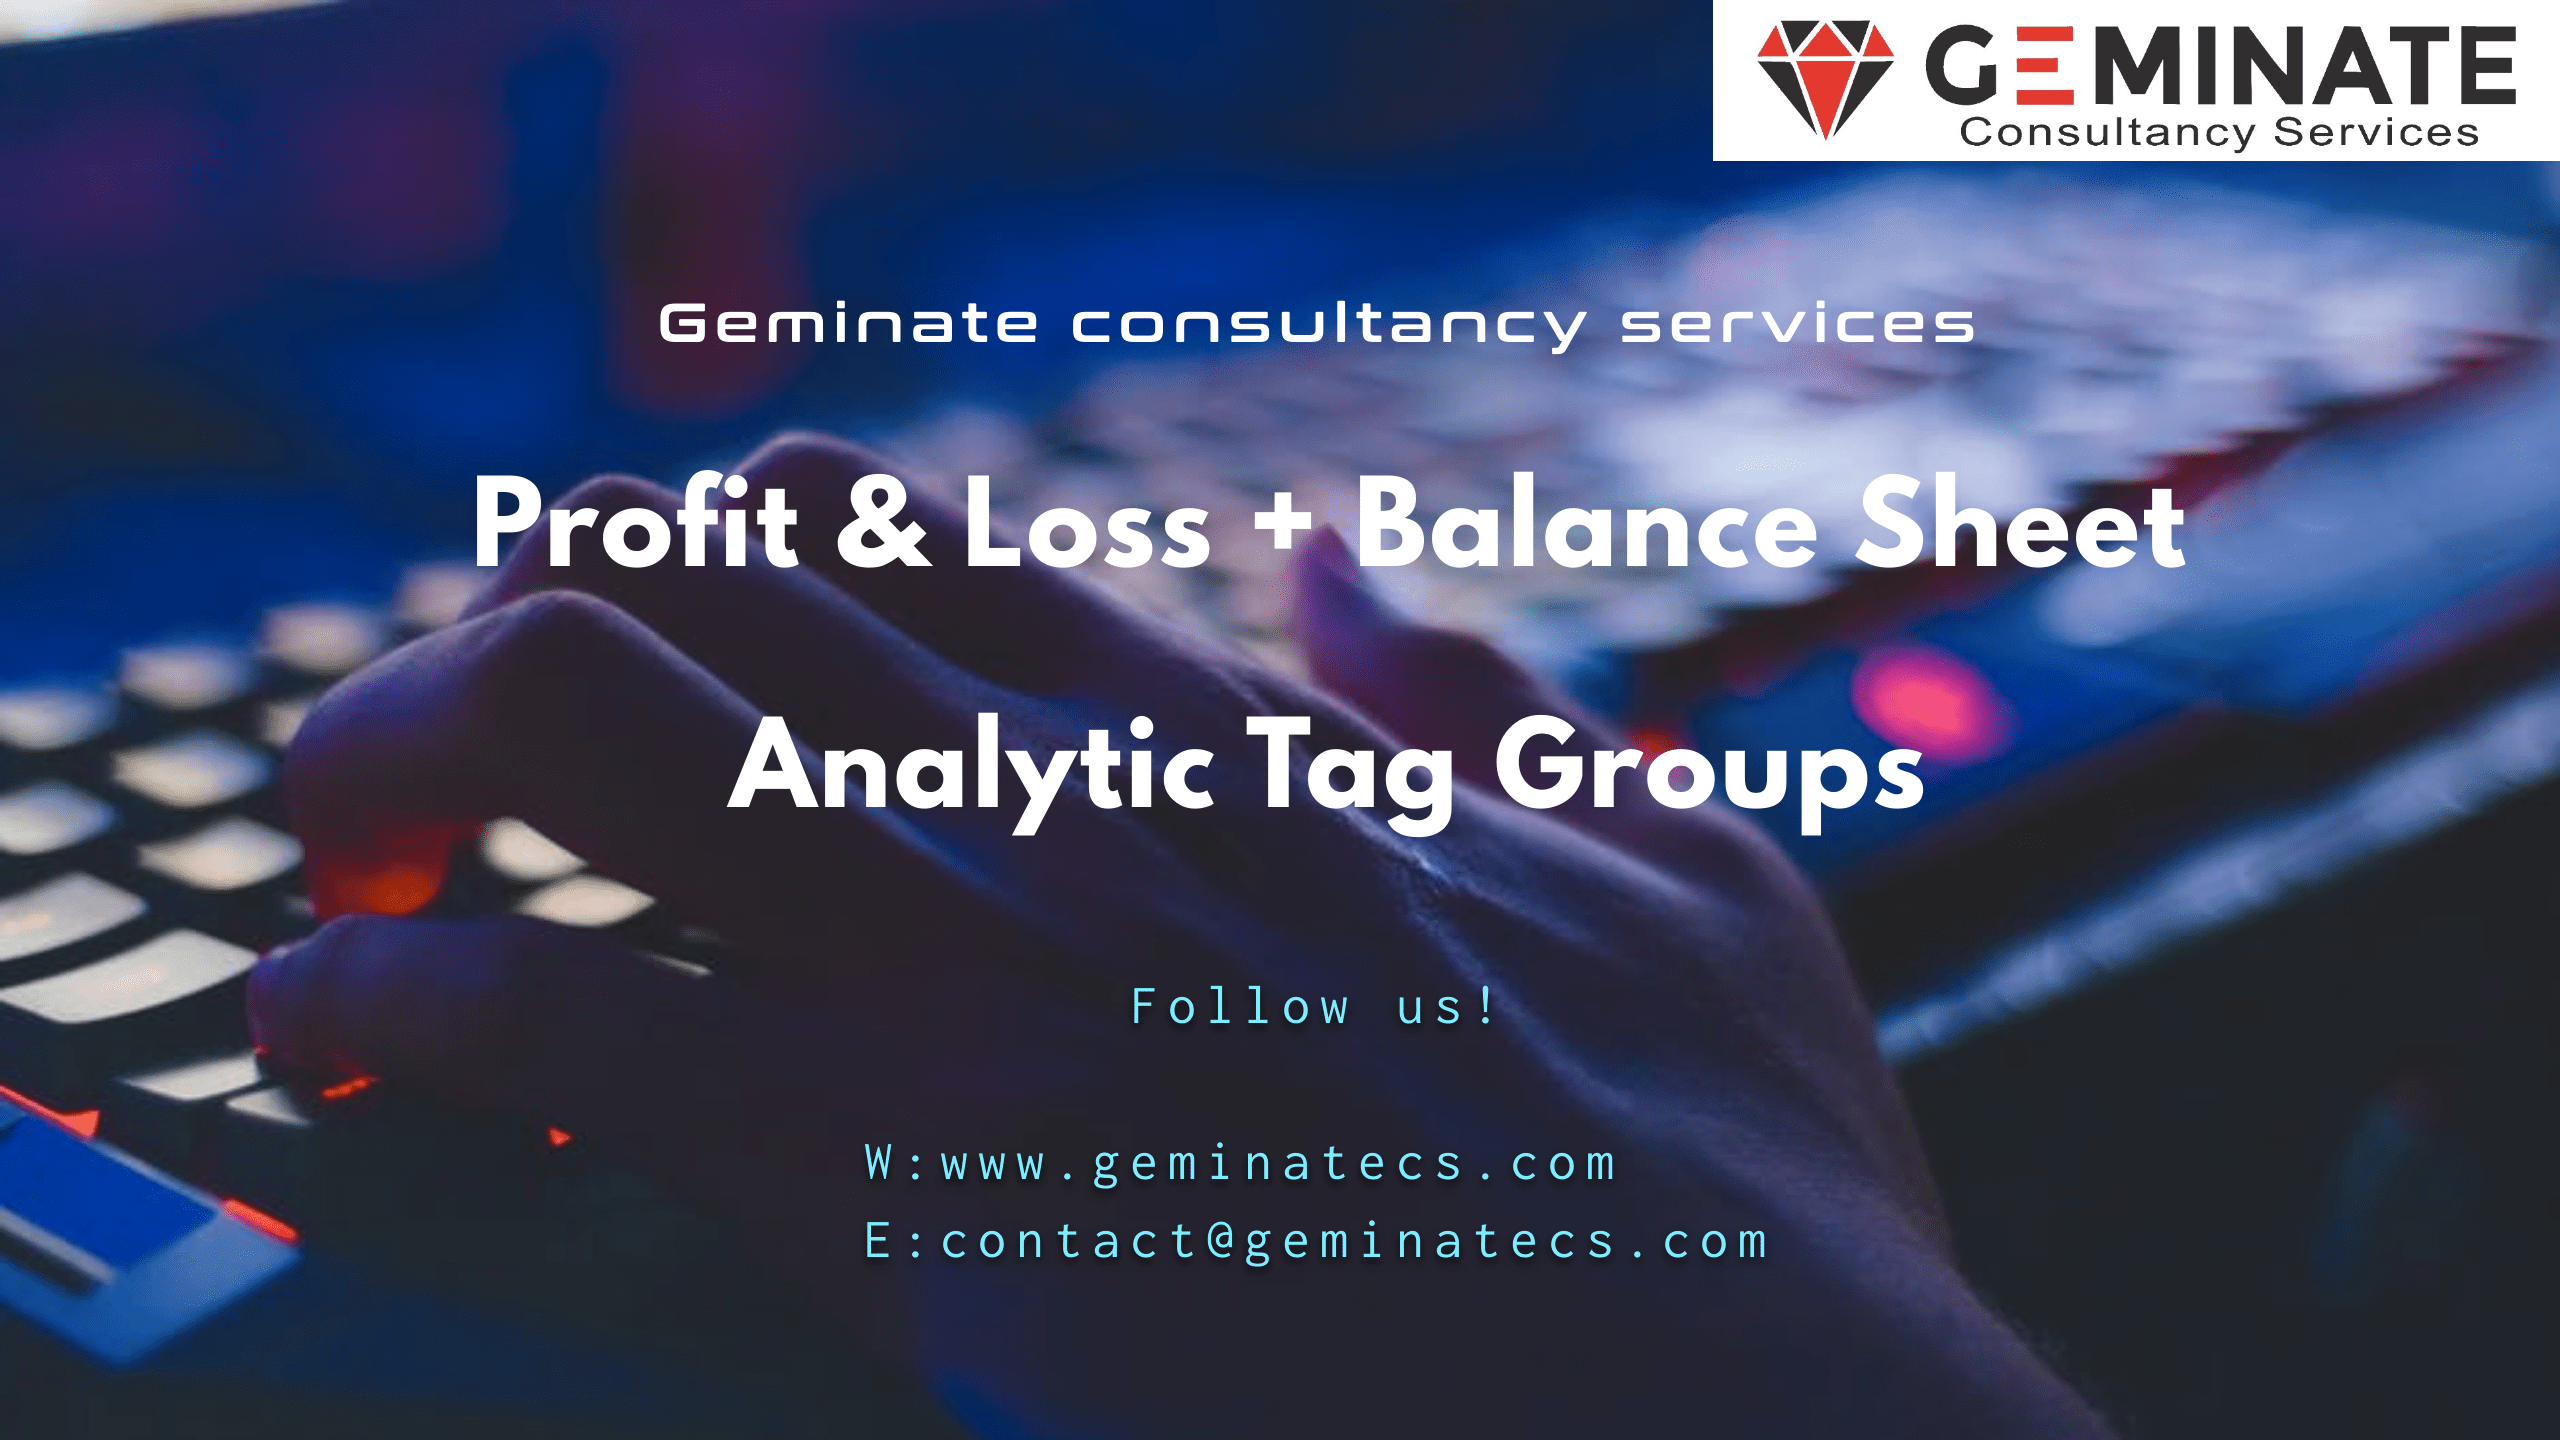 GEMINATE
Consultancy Services
Geminate consultancy services
Profit & Loss + Balance Sheet
Analytic Tag Groups
Follow us!
W:www.geminatecs.com
E:contact@geminatecs.com